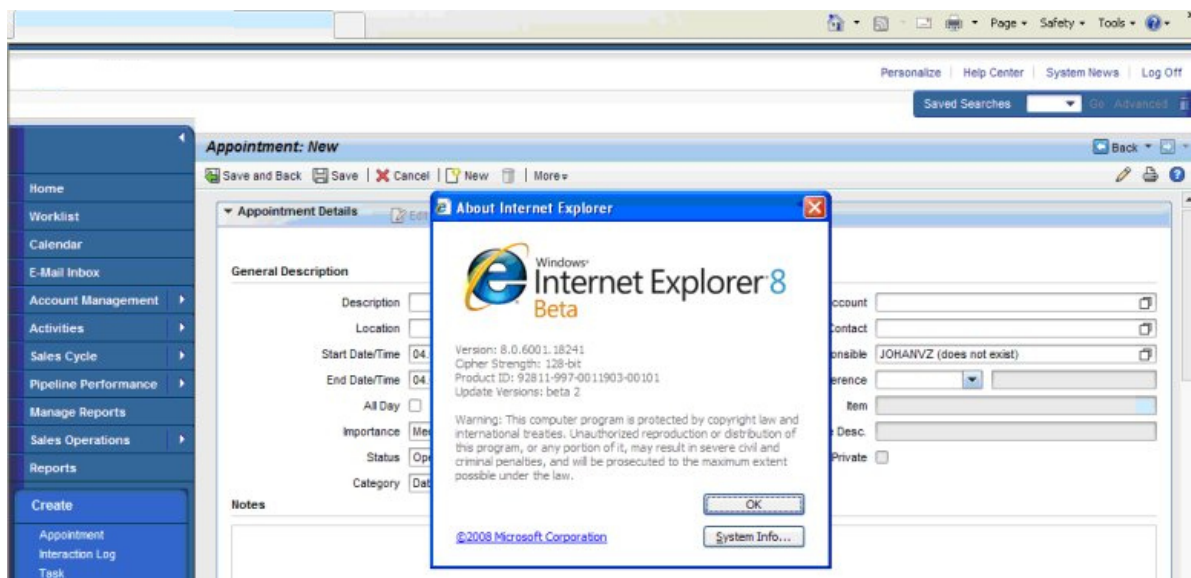 Page Safety Tools
Personalize | Help Center | System News | Log Off
Saved Searches Go Advanced
Appointment: New
Back
Save and Back Save Cancel New More
Home
Worklist
Calendar
E-Mail Inbox
Account Management
Activities
Sales Cycle
Pipeline Performance
Manage Reports
Sales Operations
Reports
Create
Appointment
Interaction Log
Task
Appointment Details
General Description
Description
Location
Start Date/Time 04.
End Date/Time 04.
All Day
Importance
Status
Category
Notes
About Internet Explorer
Windows
Internet Explorer 8
Beta
Version: 8.0.6001.18241
Cipher Strength: 128-bit
Product ID: 92811-997-0011903-00101
Update Versions: beta 2
Warning: This computer program is protected by copyright law and
international treaties. Unauthorized reproduction or distribution of
this program, or any portion of it, may result in severe civil and
criminal penalties, and will be prosecuted to the maximum extent
possible under the law.
OK
©2008 Microsoft Corporation
System Info...
Contact
JOHANVZ (does not exist)
Item
Desc.
Private